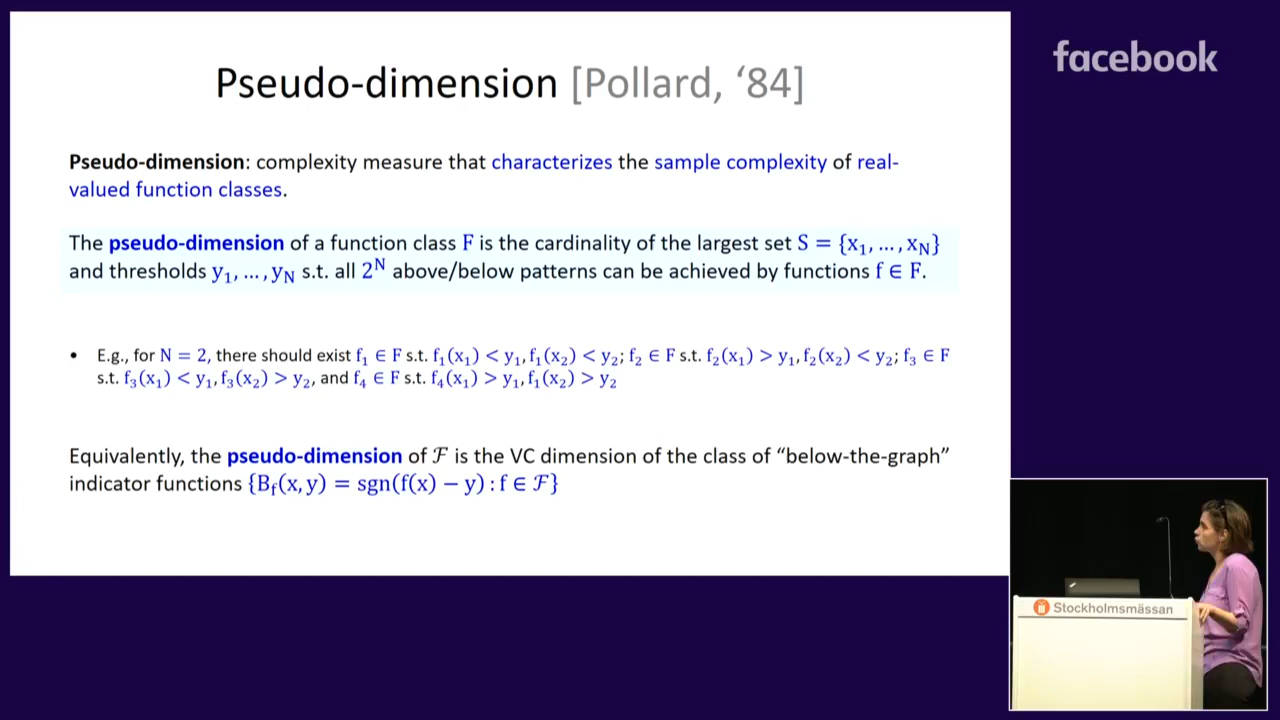 facebook
Pseudo-dimension [Pollard, ‘84]
Pseudo-dimension: complexity measure that characterizes the sample complexity of real-
valued function classes.
The pseudo-dimension of a function class F is the cardinality of the largest set S = {x₁, …, x_N}
and thresholds y₁, …, y_N s.t. all 2^N above/below patterns can be achieved by functions f ∈ F.
• E.g., for N = 2, there should exist f₁ ∈ F s.t. f₁(x₁) < y₁, f₁(x₂) < y₂; f₂ ∈ F s.t. f₂(x₁) > y₁, f₂(x₂) < y₂; f₃ ∈ F
s.t. f₃(x₁) < y₁, f₃(x₂) > y₂, and f₄ ∈ F s.t. f₄(x₁) > y₁, f₁(x₂) > y₂
Equivalently, the pseudo-dimension of ℱ is the VC dimension of the class of “below-the-graph”
indicator functions {B_f(x, y) = sgn(f(x) − y) : f ∈ ℱ}
Stockholmsmässan